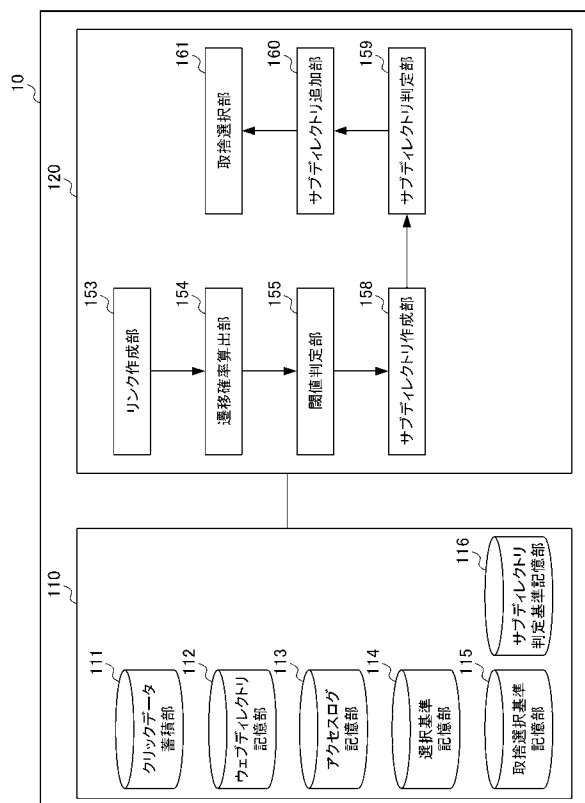 10
110
111
クリックデータ
蓄積部
112
ウェブディレクトリ
記憶部
113
アクセスログ
記憶部
114
選択基準
記憶部
115
取捨選択基準
記憶部
116
サブディレクトリ
判定基準記憶部
120
153
リンク作成部
154
遷移確率算出部
155
閾値判定部
158
サブディレクトリ作成部
161
取捨選択部
160
サブディレクトリ追加部
159
サブディレクトリ判定部